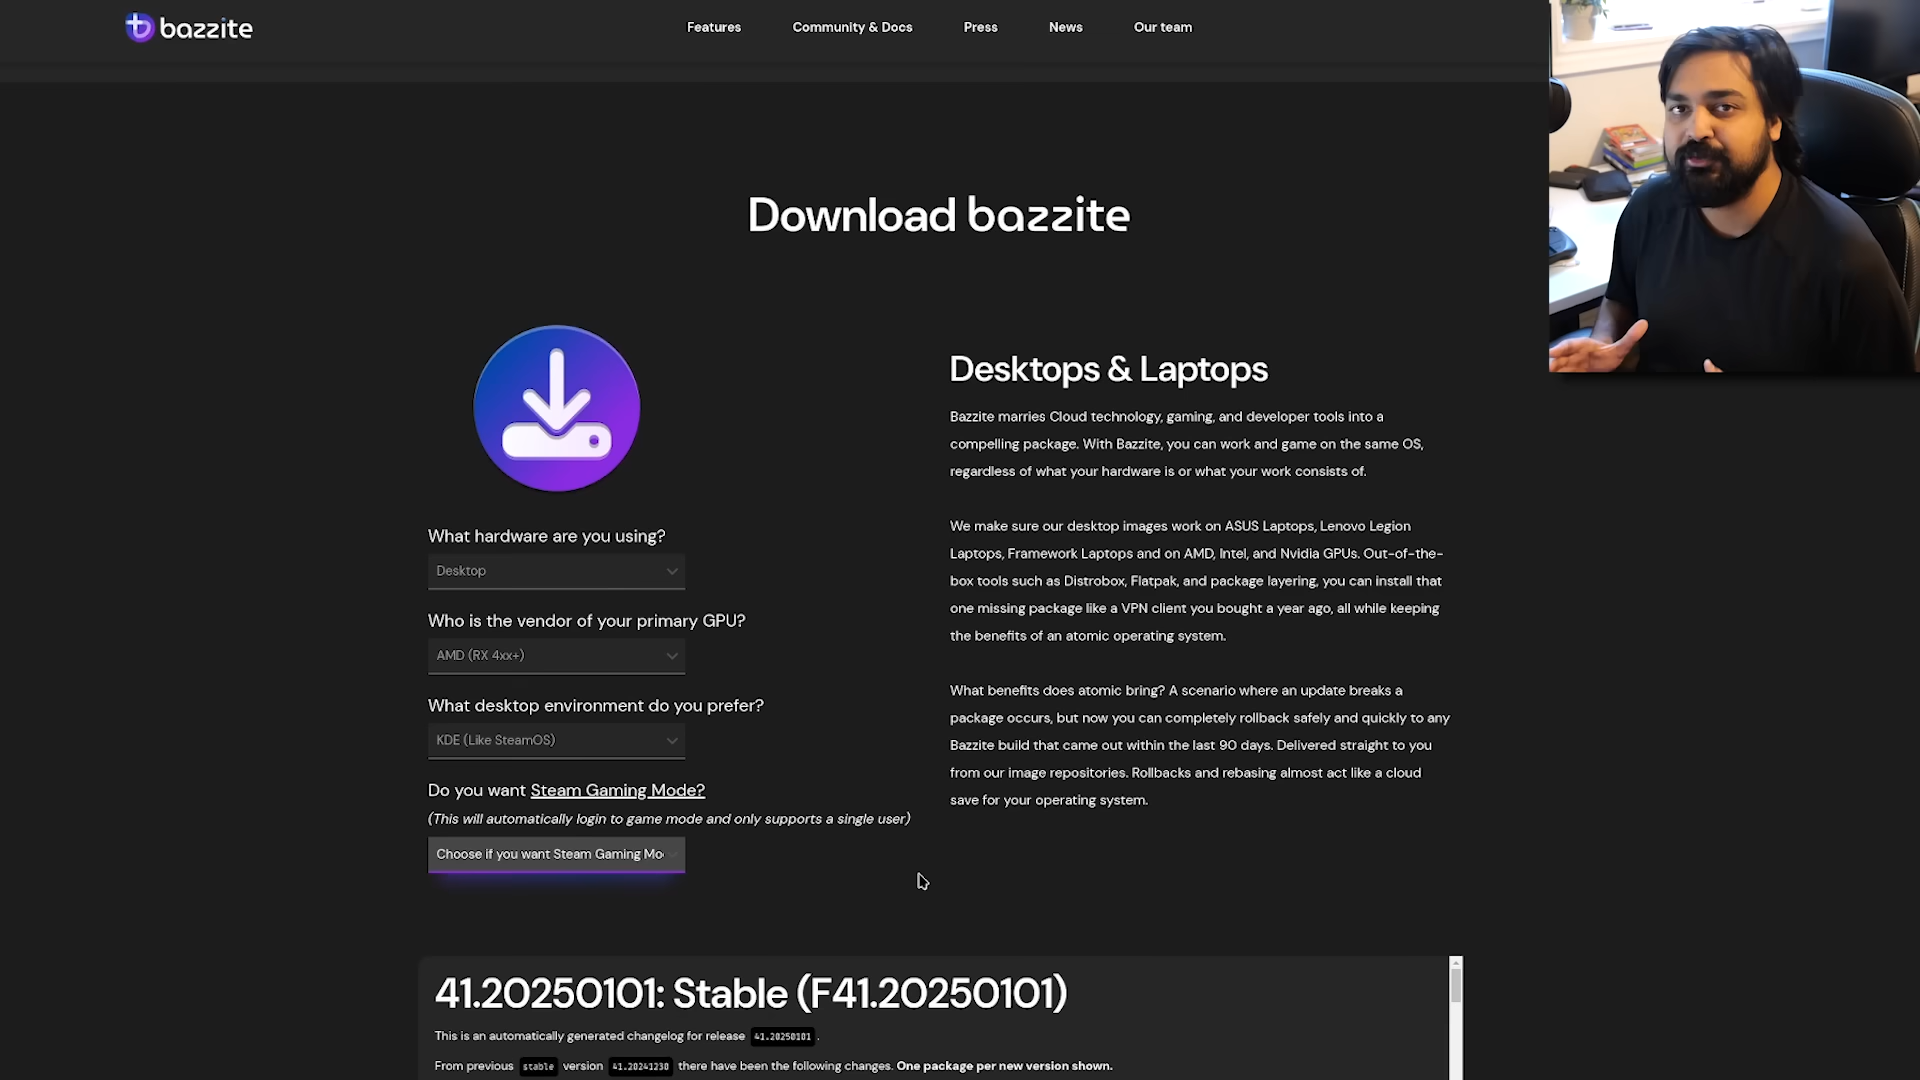 bazzite
Features
Community & Docs
Press
News
Our team
Download bazzite
What hardware are you using?
Desktop
Who is the vendor of your primary GPU?
AMD (RX 4xx+)
What desktop environment do you prefer?
KDE (Like SteamOS)
Do you want Steam Gaming Mode?
(This will automatically login to game mode and only supports a single user)
Choose if you want Steam Gaming Mo
Desktops & Laptops
Bazzite marries Cloud technology, gaming, and developer tools into a
compelling package. With Bazzite, you can work and game on the same OS,
regardless of what your hardware is or what your work consists of.
We make sure our desktop images work on ASUS Laptops, Lenovo Legion
Laptops, Framework Laptops and on AMD, Intel, and Nvidia GPUs. Out-of-the-
box tools such as Distrobox, Flatpak, and package layering, you can install that
one missing package like a VPN client you bought a year ago, all while keeping
the benefits of an atomic operating system.
What benefits does atomic bring? A scenario where an update breaks a
package occurs, but now you can completely rollback safely and quickly to any
Bazzite build that came out within the last 90 days. Delivered straight to you
from our image repositories. Rollbacks and rebasing almost act like a cloud
save for your operating system.
41.20250101: Stable (F41.20250101)
This is an automatically generated changelog for release 41.20250101 .
From previous stable version 41.20241230 there have been the following changes. One package per new version shown.